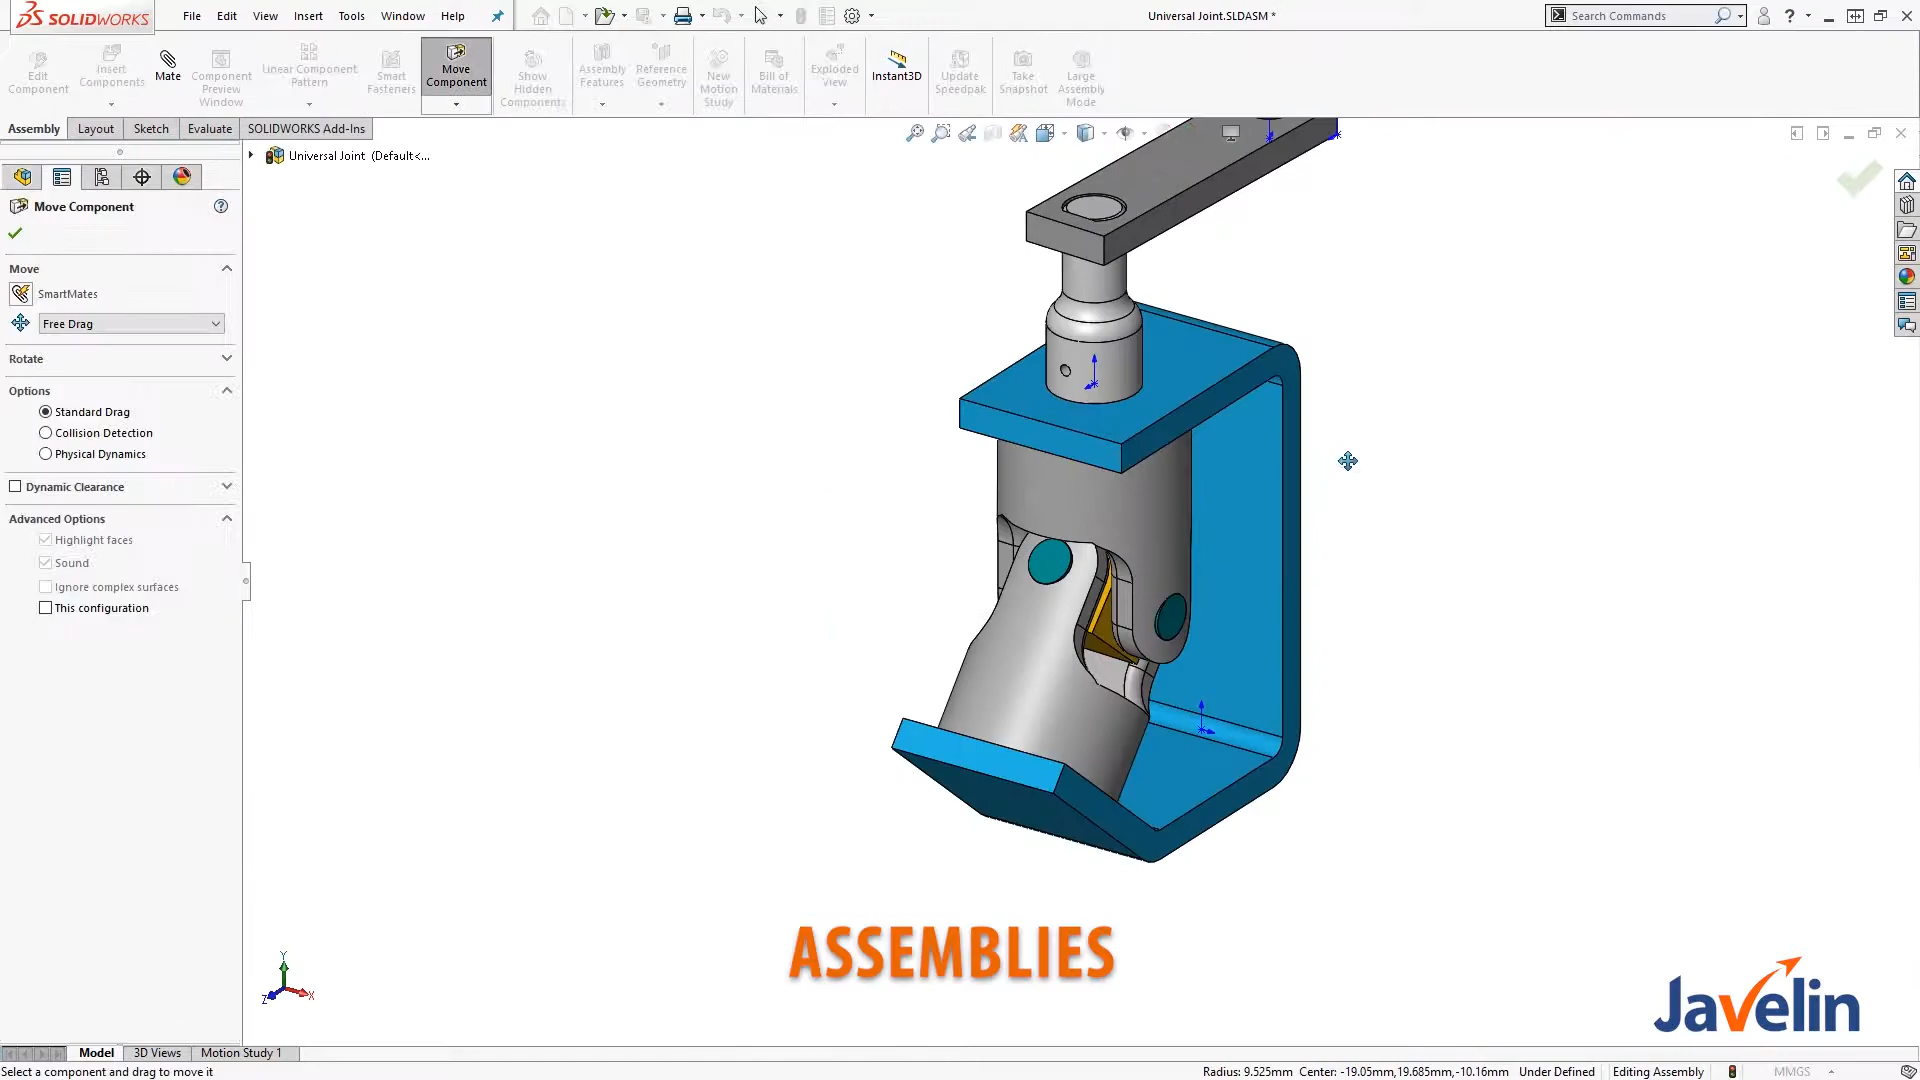 SOLIDWORKS
File Edit View Insert Tools Window Help
Universal Joint.SLDASM *
Search Commands
Edit Component
Insert Components
Mate
Component Preview Window
Linear Component Pattern
Smart Fasteners
Move Component
Show Hidden Components
Assembly Features
Reference Geometry
New Motion Study
Bill of Materials
Exploded View
Instant3D
Update Speedpak
Take Snapshot
Large Assembly Mode
Assembly Layout Sketch Evaluate SOLIDWORKS Add-Ins
Universal Joint (Default<...
Move Component
Move
SmartMates
Free Drag
Rotate
Options
Standard Drag
Collision Detection
Physical Dynamics
Dynamic Clearance
Advanced Options
Highlight faces
Sound
Ignore complex surfaces
This configuration
Y
Z
X
ASSEMBLIES
Javelin
Model 3D Views Motion Study 1
Select a component and drag to move it
Radius: 9.525mm Center: -19.05mm,19.685mm,-10.16mm Under Defined Editing Assembly MMGS